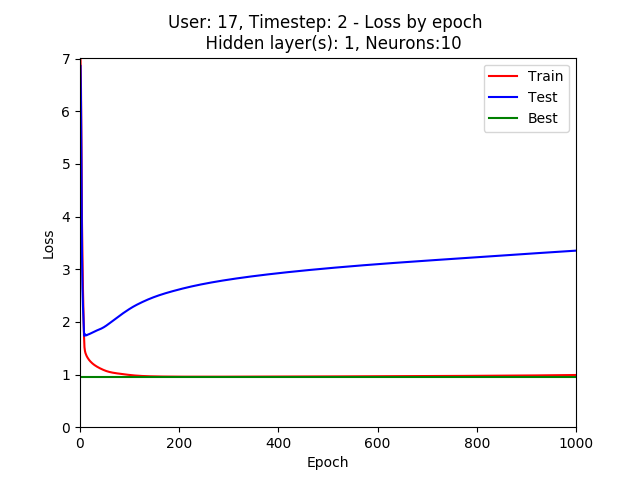 User: 17, Timestep: 2 - Loss by epoch
Hidden layer(s): 1, Neurons:10
7
6
5
4
3
2
1
0
Loss
Train
Test
Best
0 200 400 600 800 1000
Epoch